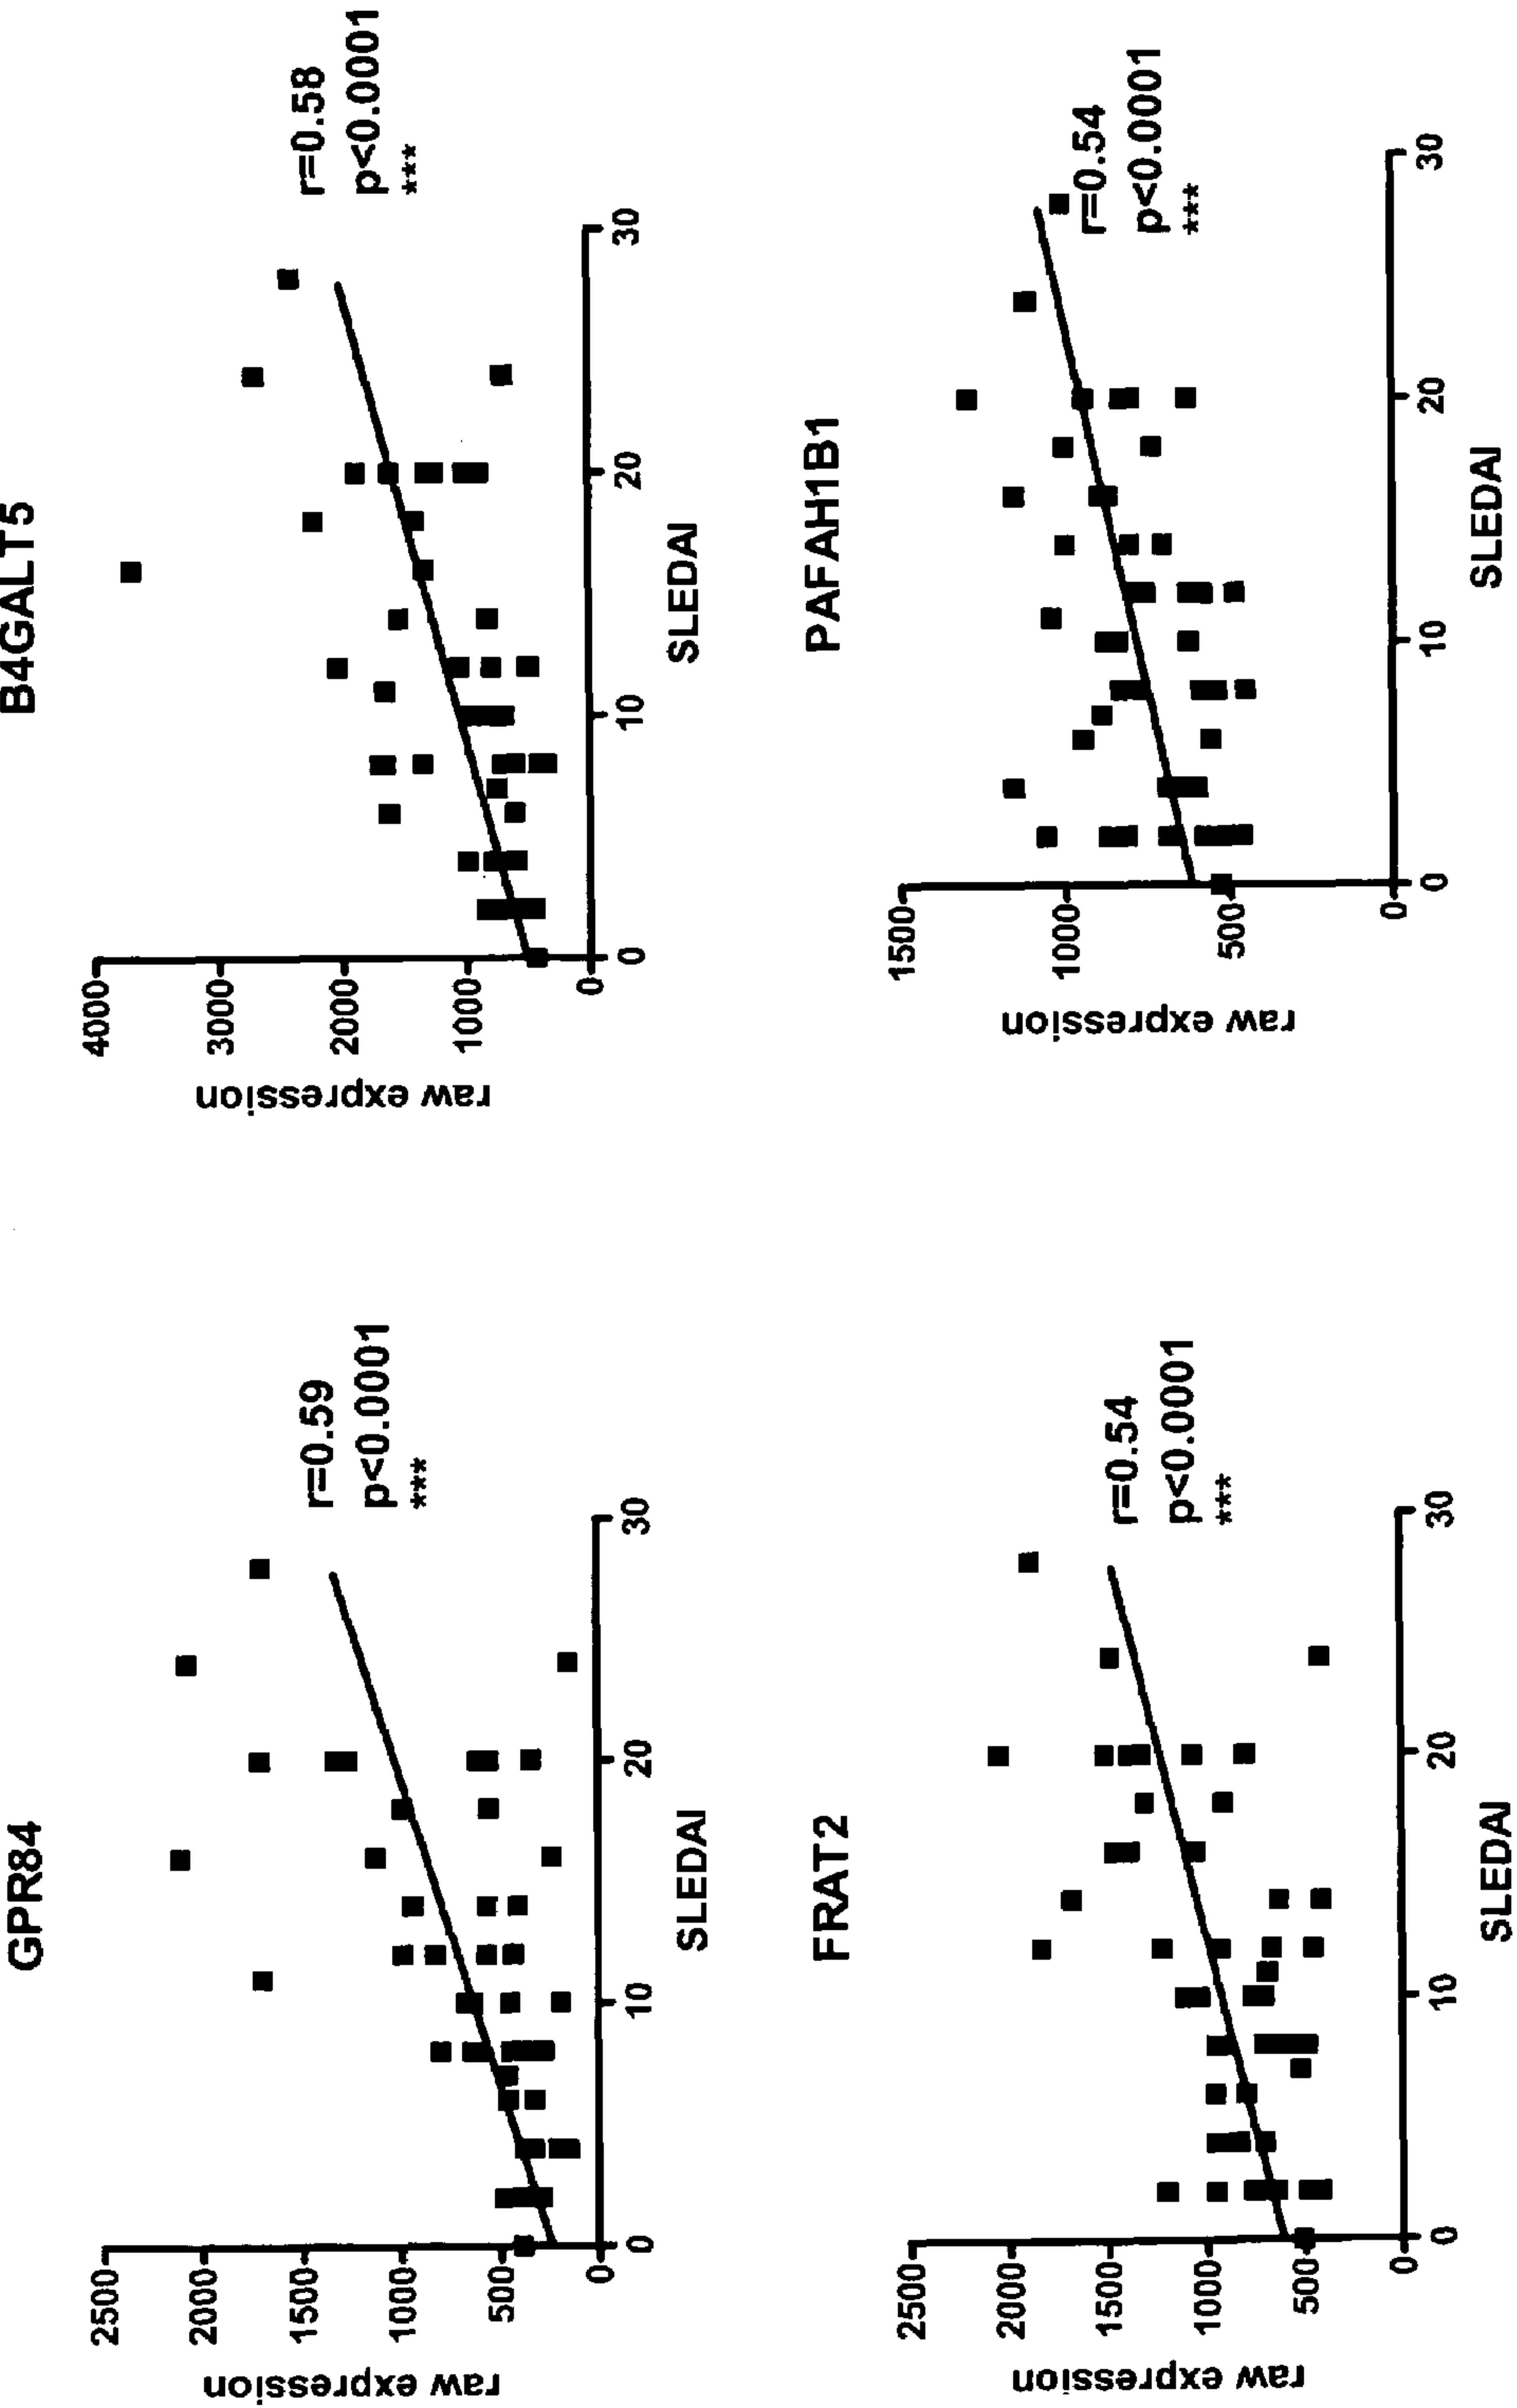 GPR84
raw expression
2500
2000
1500
1000
500
0
0
10
20
30
SLEDAI
r=0.59
p<0.0001
***
B4GALT5
raw expression
4000
3000
2000
1000
0
0
10
20
30
SLEDAI
r=0.58
p<0.0001
***
FRAT2
raw expression
2500
2000
1500
1000
500
0
0
10
20
30
SLEDAI
r=0.54
p<0.0001
***
PAFAH1B1
raw expression
1500
1000
500
0
0
10
20
30
SLEDAI
r=0.54
p<0.0001
***